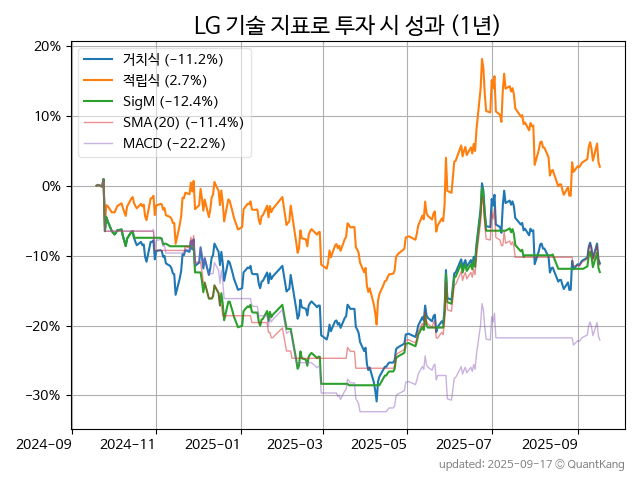 LG 기술 지표로 투자 시 성과 (1년)
20%
10%
0%
−10%
−20%
−30%
거치식 (−11.2%)
적립식 (2.7%)
SigM (−12.4%)
SMA(20) (−11.4%)
MACD (−22.2%)
2024-09 2024-11 2025-01 2025-03 2025-05 2025-07 2025-09
updated: 2025-09-17 © QuantKang